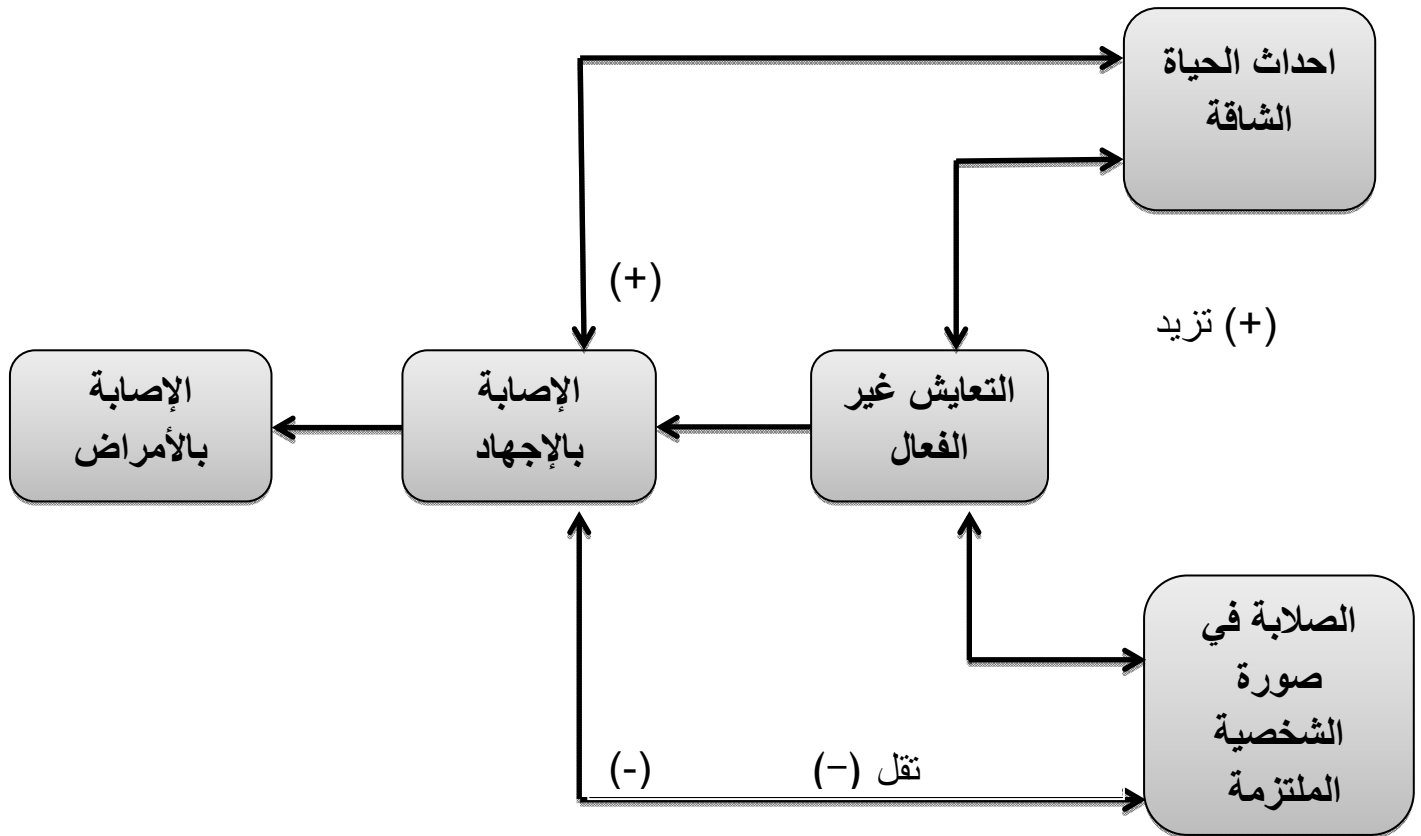 احداث الحياة
الشاقة
(+)
(+) تزيد
التعايش غير
الفعال
الإصابة
بالإجهاد
الإصابة
بالأمراض
الصلابة في
صورة
الشخصية
الملتزمة
تقل (–)
(-)